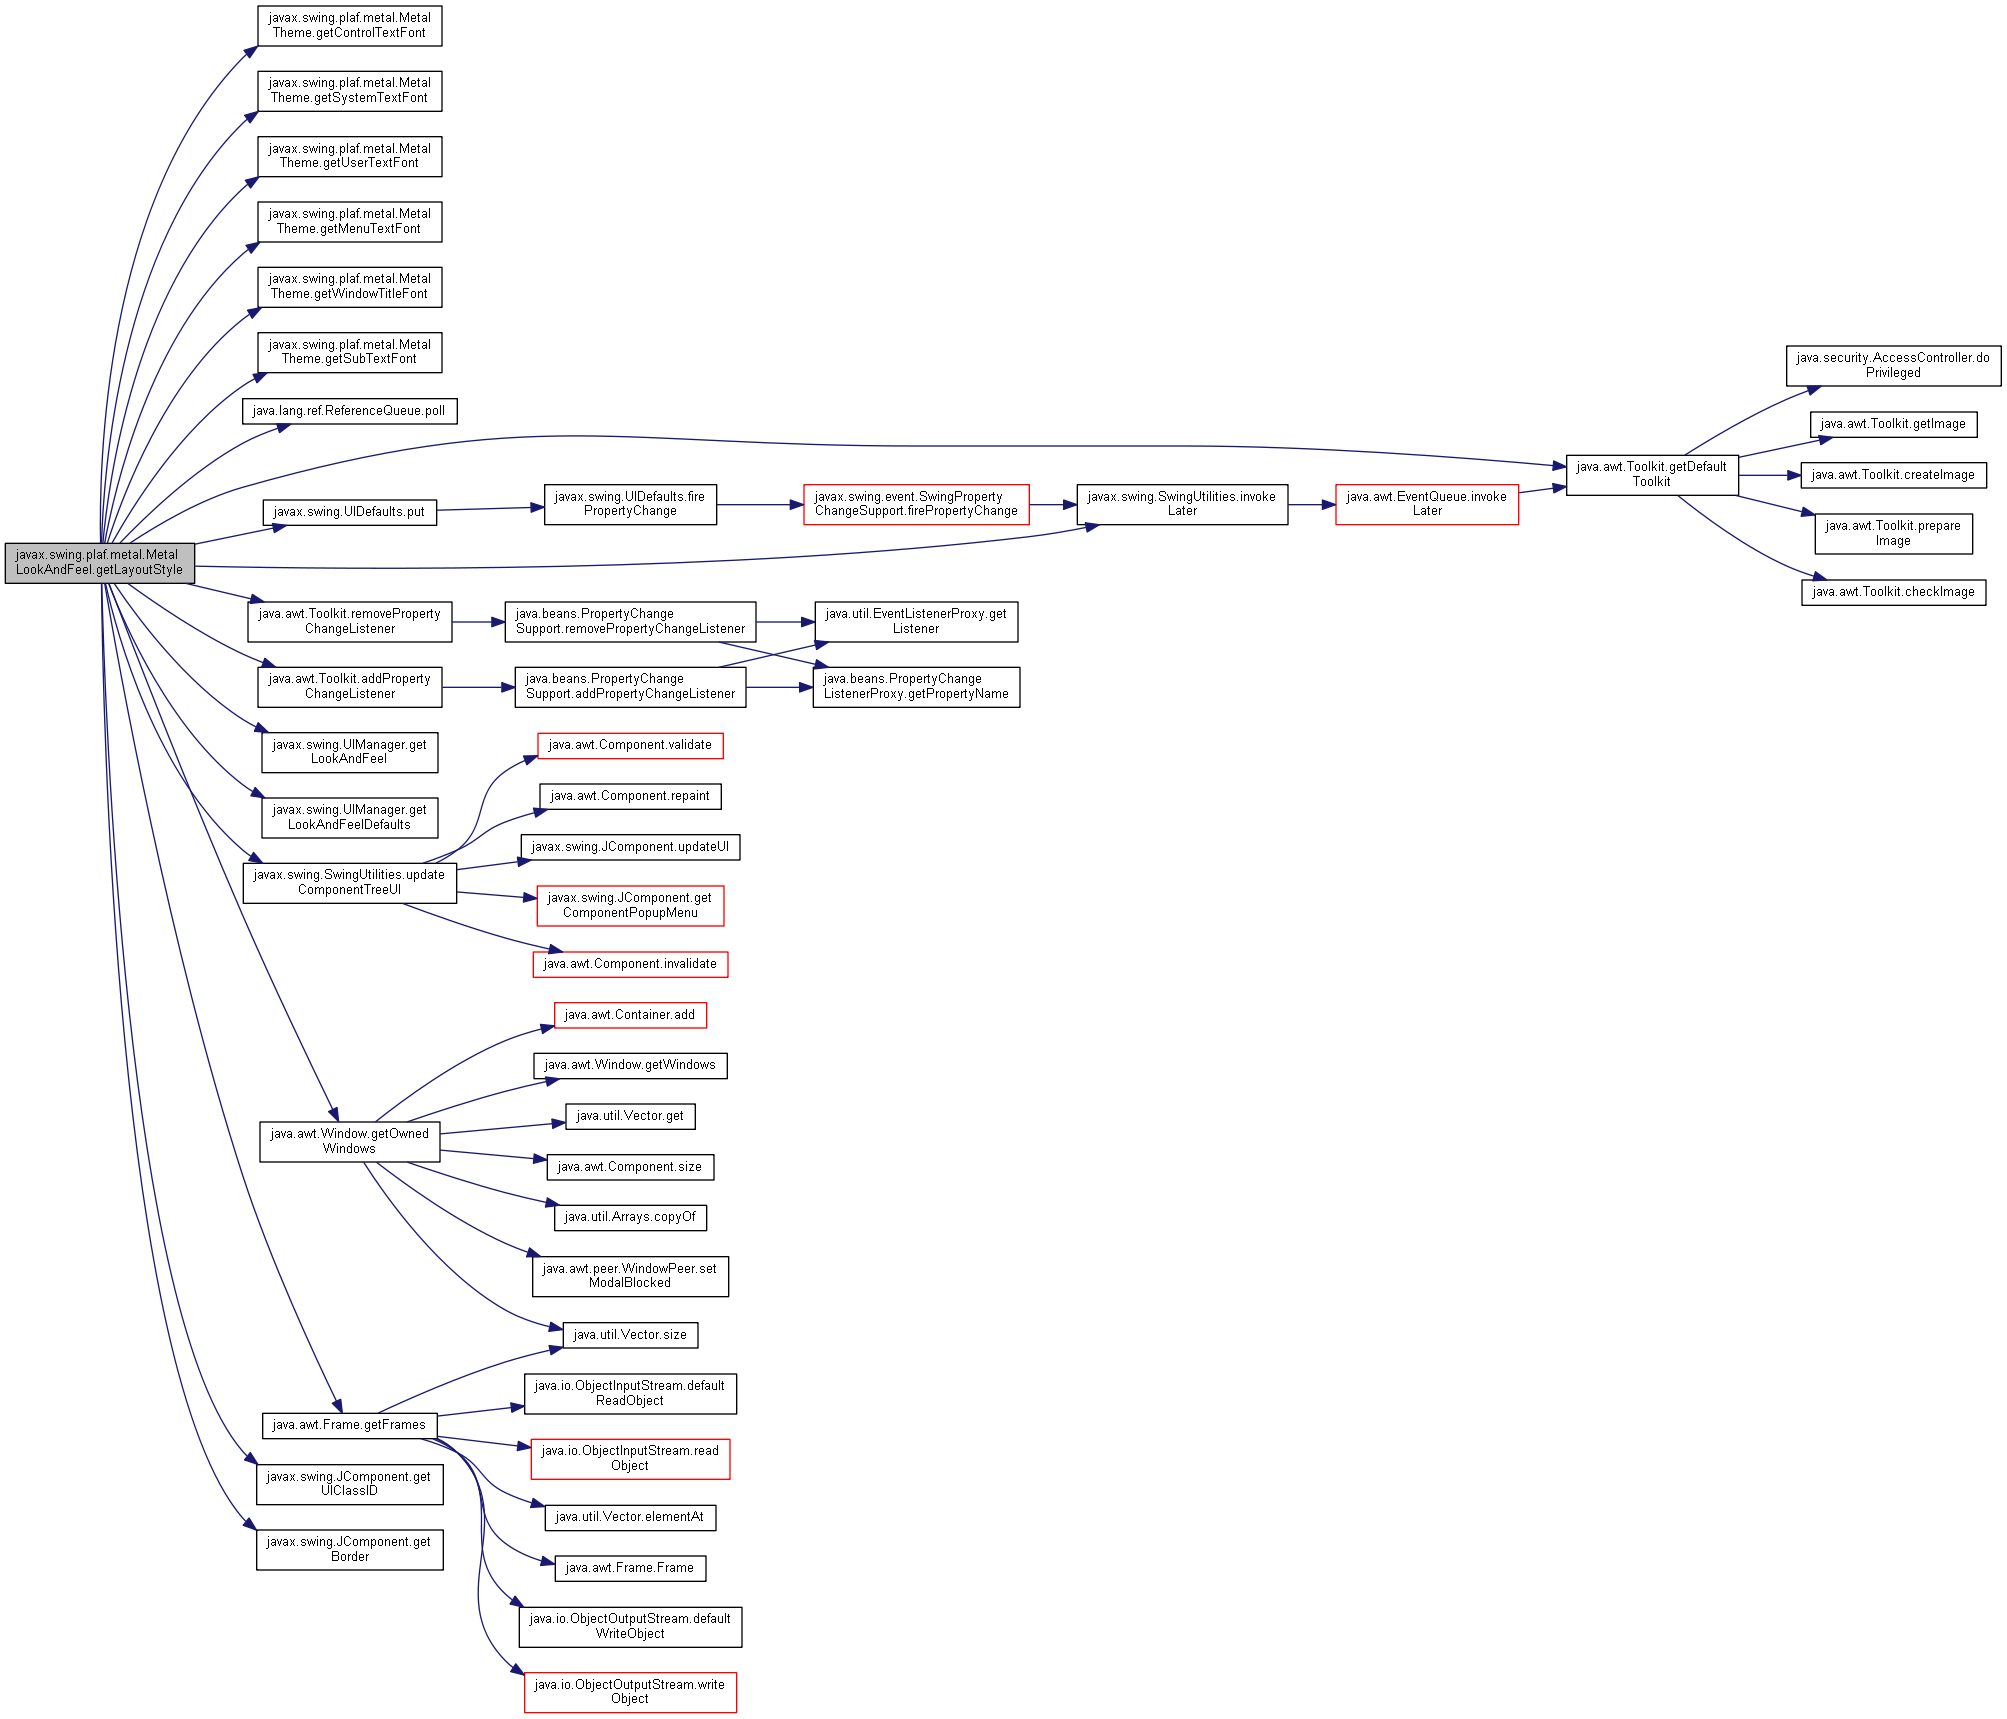 javax.swing.plaf.metal.Metal
LookAndFeel.getLayoutStyle
javax.swing.plaf.metal.Metal
Theme.getControlTextFont
javax.swing.plaf.metal.Metal
Theme.getSystemTextFont
javax.swing.plaf.metal.Metal
Theme.getUserTextFont
javax.swing.plaf.metal.Metal
Theme.getMenuTextFont
javax.swing.plaf.metal.Metal
Theme.getWindowTitleFont
javax.swing.plaf.metal.Metal
Theme.getSubTextFont
java.lang.ref.ReferenceQueue.poll
javax.swing.UIDefaults.put
javax.swing.UIDefaults.fire
PropertyChange
javax.swing.event.SwingProperty
ChangeSupport.firePropertyChange
javax.swing.SwingUtilities.invoke
Later
java.awt.EventQueue.invoke
Later
java.awt.Toolkit.getDefault
Toolkit
java.security.AccessController.do
Privileged
java.awt.Toolkit.getImage
java.awt.Toolkit.createImage
java.awt.Toolkit.prepare
Image
java.awt.Toolkit.checkImage
java.awt.Toolkit.removeProperty
ChangeListener
java.beans.PropertyChange
Support.removePropertyChangeListener
java.util.EventListenerProxy.get
Listener
java.awt.Toolkit.addProperty
ChangeListener
java.beans.PropertyChange
Support.addPropertyChangeListener
java.beans.PropertyChange
ListenerProxy.getPropertyName
javax.swing.UIManager.get
LookAndFeel
javax.swing.UIManager.get
LookAndFeelDefaults
javax.swing.SwingUtilities.update
ComponentTreeUI
java.awt.Component.validate
java.awt.Component.repaint
javax.swing.JComponent.updateUI
javax.swing.JComponent.get
ComponentPopupMenu
java.awt.Component.invalidate
java.awt.Window.getOwned
Windows
java.awt.Container.add
java.awt.Window.getWindows
java.util.Vector.get
java.awt.Component.size
java.util.Arrays.copyOf
java.awt.peer.WindowPeer.set
ModalBlocked
java.util.Vector.size
java.awt.Frame.getFrames
java.io.ObjectInputStream.default
ReadObject
java.io.ObjectInputStream.read
Object
java.util.Vector.elementAt
java.awt.Frame.Frame
java.io.ObjectOutputStream.default
WriteObject
java.io.ObjectOutputStream.write
Object
javax.swing.JComponent.get
UIClassID
javax.swing.JComponent.get
Border